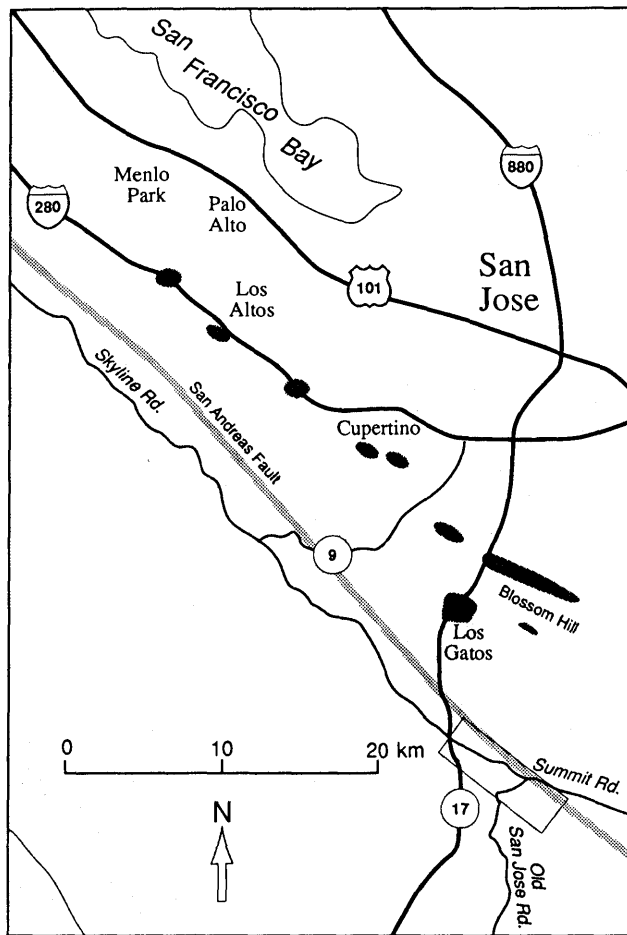 San
Francisco
Bay
880
Menlo
Park
280
Palo
Alto
San
Jose
101
Los
Altos
Skyline Rd.
San Andreas Fault
Cupertino
9
Blossom Hill
Los
Gatos
0 10 20 km
Summit Rd.
N
17
Old
San Jose Rd.